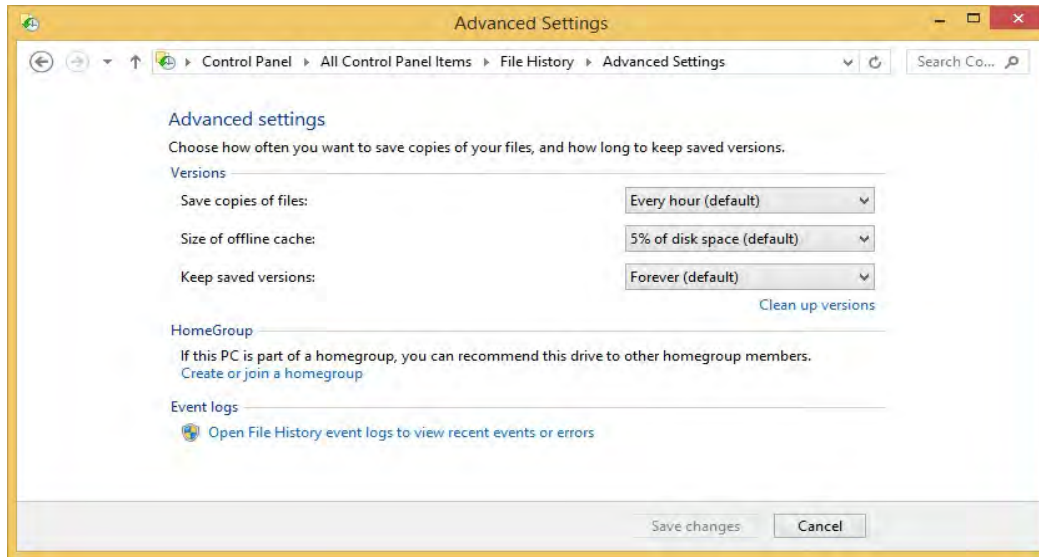 Advanced Settings
Control Panel ▸ All Control Panel Items ▸ File History ▸ Advanced Settings
Search Co...
Advanced settings
Choose how often you want to save copies of your files, and how long to keep saved versions.
Versions
Save copies of files:
Every hour (default)
Size of offline cache:
5% of disk space (default)
Keep saved versions:
Forever (default)
Clean up versions
HomeGroup
If this PC is part of a homegroup, you can recommend this drive to other homegroup members.
Create or join a homegroup
Event logs
Open File History event logs to view recent events or errors
Save changes
Cancel